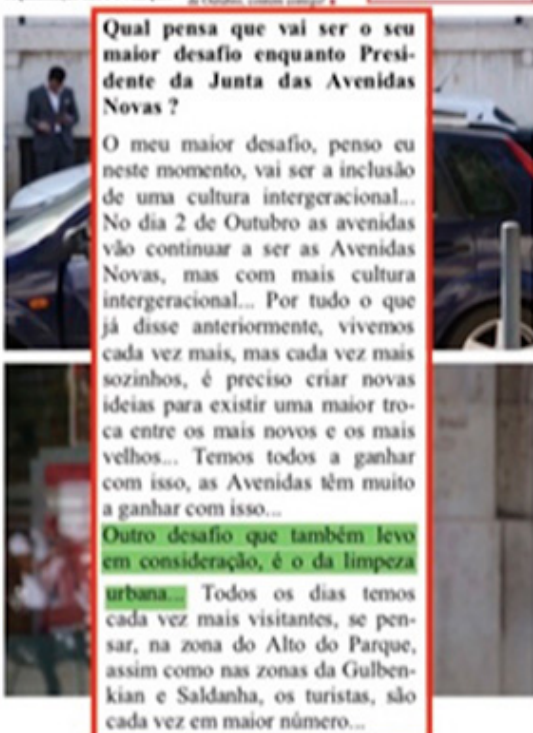 Qual pensa que vai ser o seu
maior desafio enquanto Presi-
dente da Junta das Avenidas
Novas ?
O meu maior desafio, penso eu
neste momento, vai ser a inclusão
de uma cultura intergeracional...
No dia 2 de Outubro as avenidas
vão continuar a ser as Avenidas
Novas, mas com mais cultura
intergeracional... Por tudo o que
já disse anteriormente, vivemos
cada vez mais, mas cada vez mais
sozinhos, é preciso criar novas
ideias para existir uma maior tro-
ca entre os mais novos e os mais
velhos... Temos todos a ganhar
com isso, as Avenidas têm muito
a ganhar com isso...
Outro desafio que também levo
em consideração, é o da limpeza
urbana... Todos os dias temos
cada vez mais visitantes, se pen-
sar, na zona do Alto do Parque,
assim como nas zonas da Gulben-
kian e Saldanha, os turistas, são
cada vez em maior número...